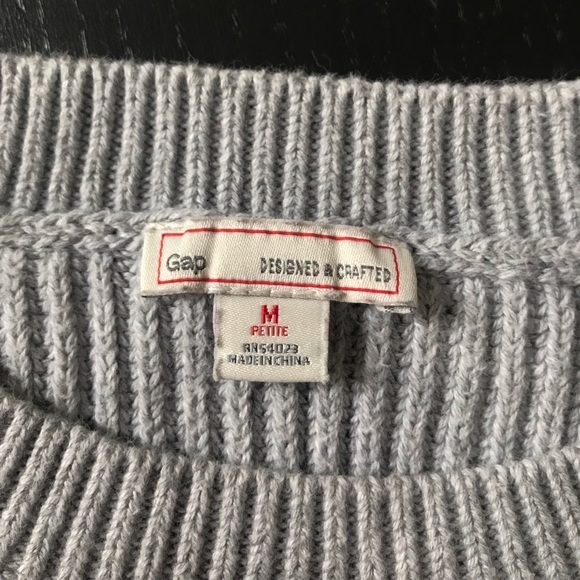 Gap DESIGNED & CRAFTED
M
PETITE
RN54023
MADE IN CHINA